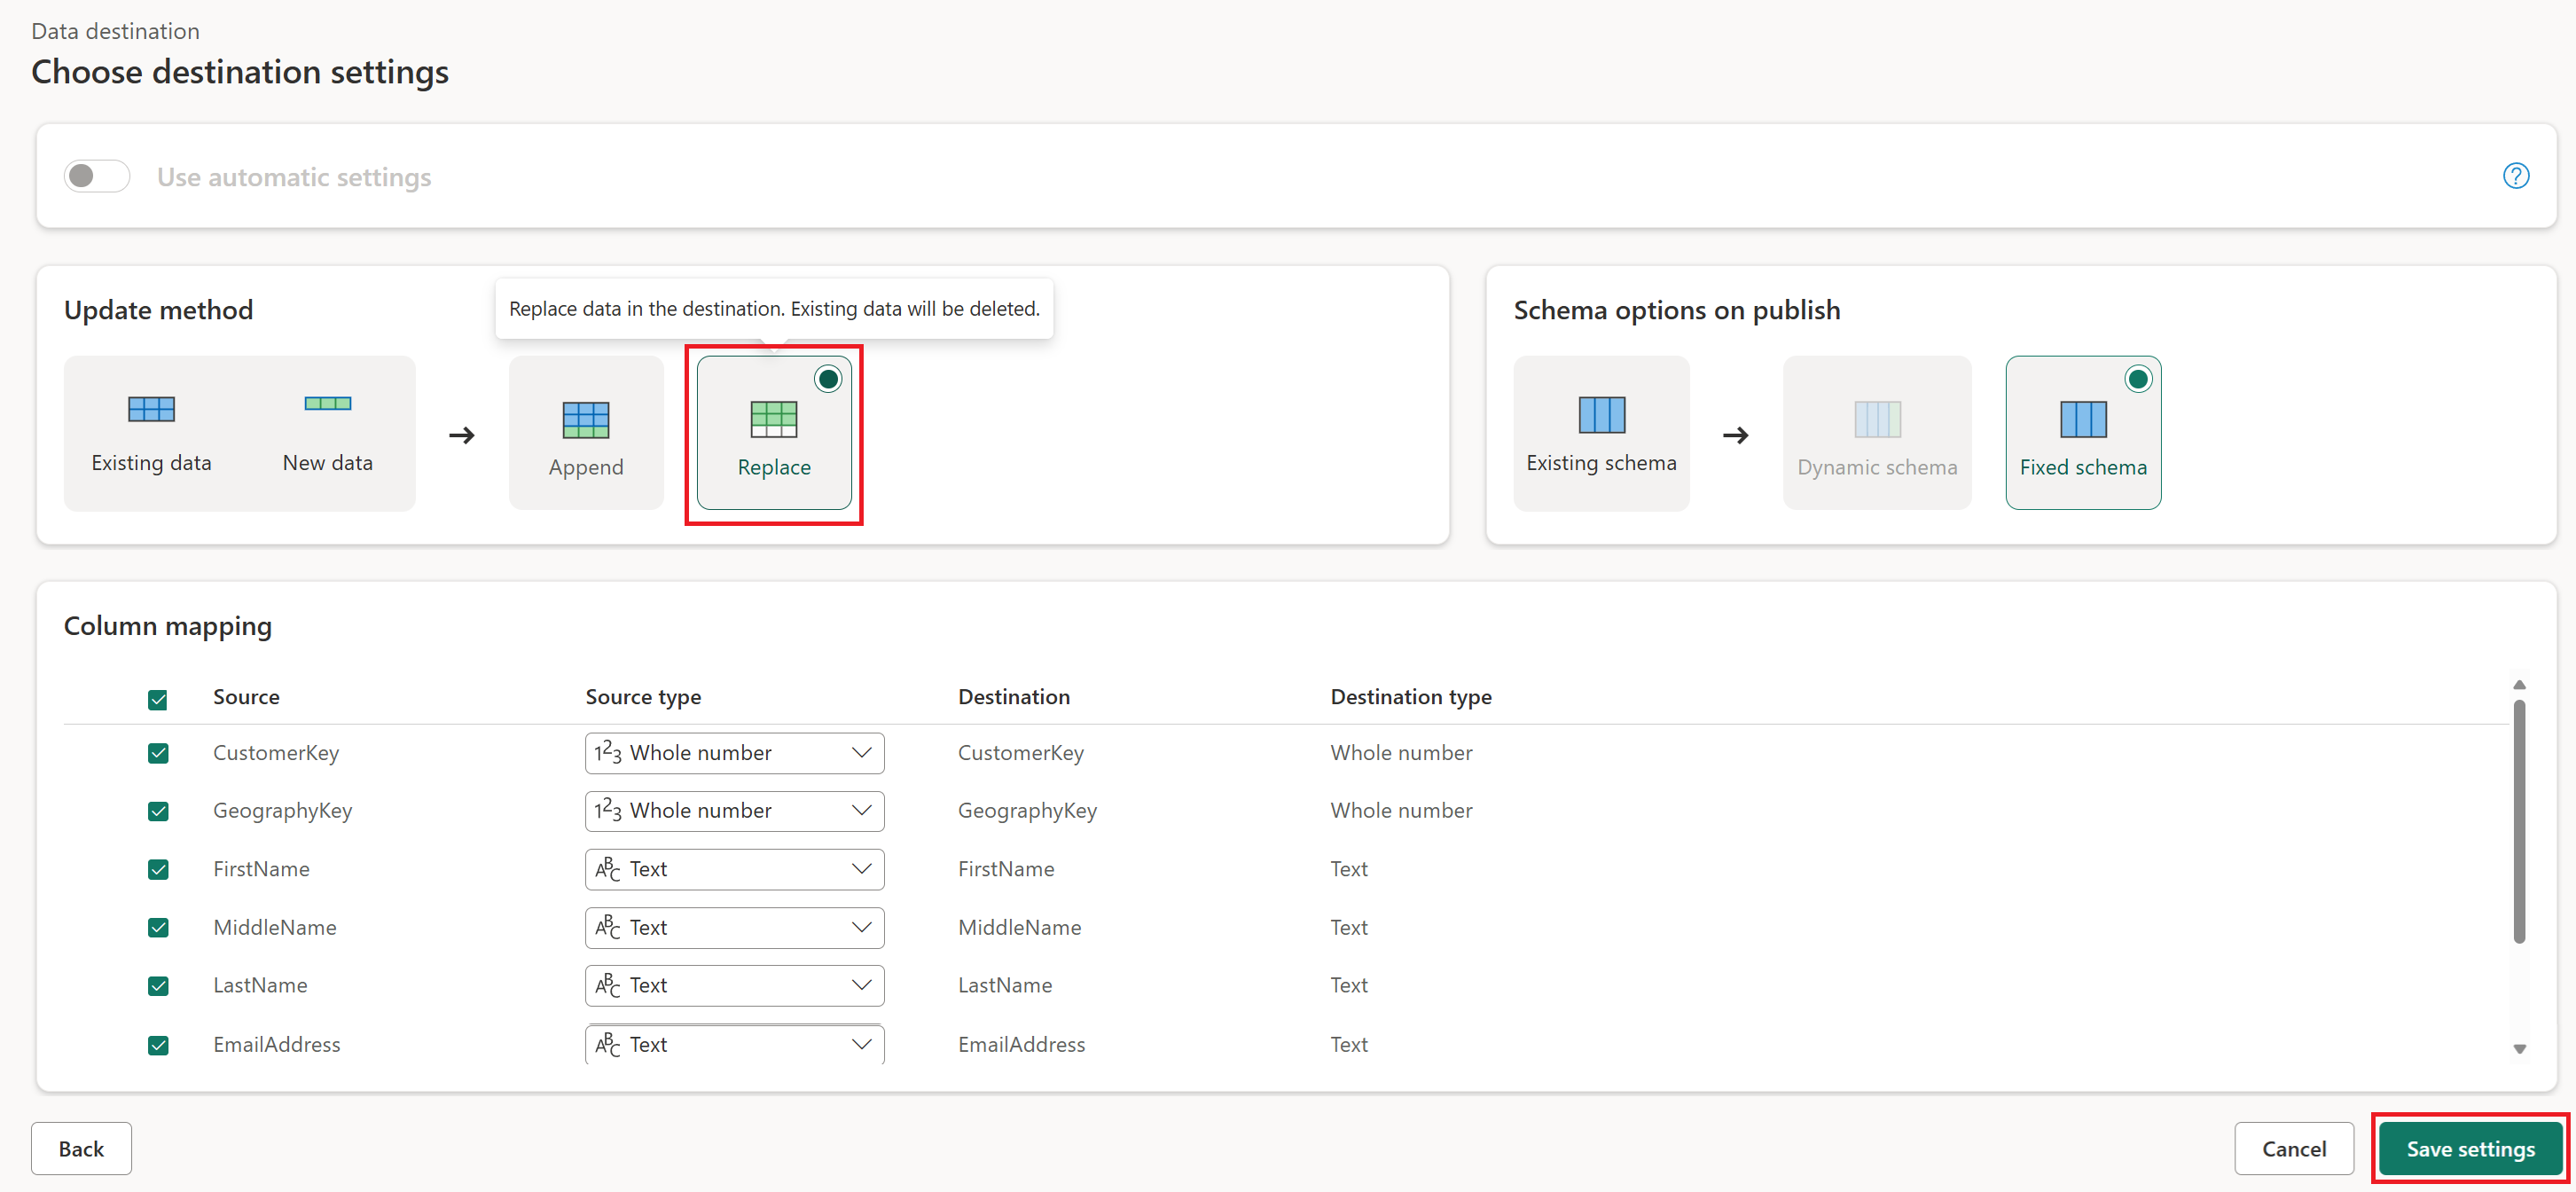 Data destination
Choose destination settings
Use automatic settings
?
Update method
Replace data in the destination. Existing data will be deleted.
Existing data
New data
Append
Replace
Schema options on publish
Existing schema
Dynamic schema
Fixed schema
Column mapping
Source Source type Destination Destination type
CustomerKey 123 Whole number CustomerKey Whole number
GeographyKey 123 Whole number GeographyKey Whole number
FirstName ABC Text FirstName Text
MiddleName ABC Text MiddleName Text
LastName ABC Text LastName Text
EmailAddress ABC Text EmailAddress Text
Back
Cancel
Save settings